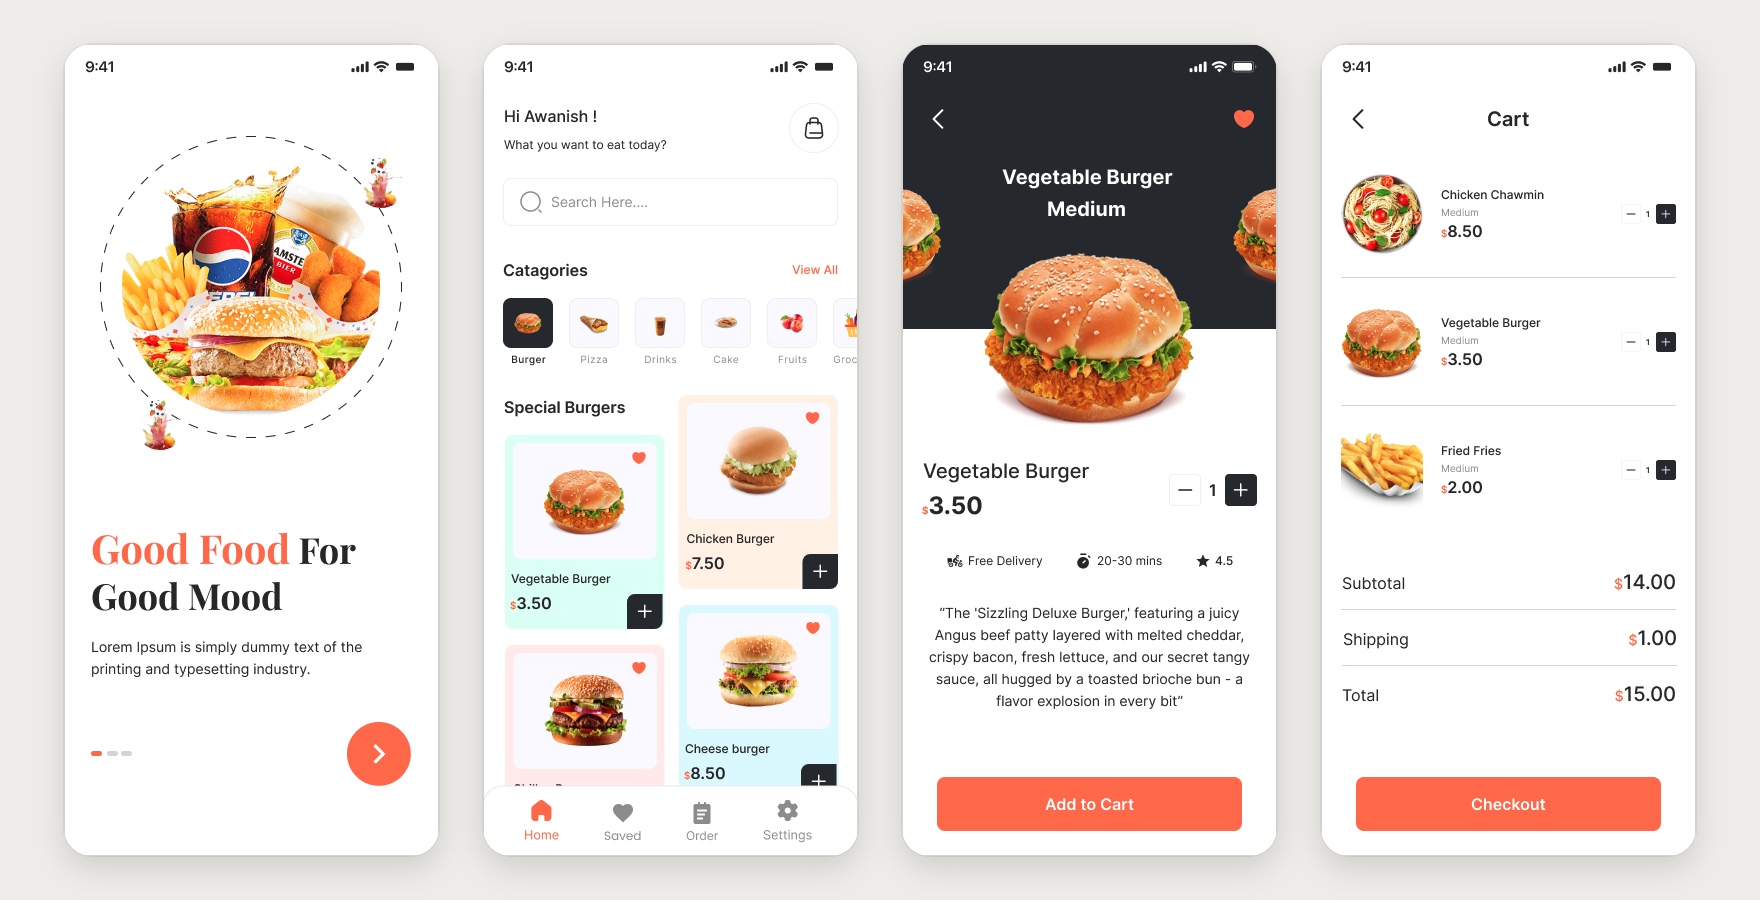 9:41
AMSTE
BIER
Good Food For
Good Mood
Lorem Ipsum is simply dummy text of the
printing and typesetting industry.
9:41
Hi Awanish !
What you want to eat today?
Search Here....
Catagories
View All
Burger
Pizza
Drinks
Cake
Fruits
Groc
Special Burgers
Vegetable Burger
$3.50
Chicken Burger
$7.50
Cheese burger
$8.50
Home
Saved
Order
Settings
9:41
Vegetable Burger
Medium
Vegetable Burger
$3.50
1
Free Delivery
20-30 mins
4.5
“The 'Sizzling Deluxe Burger,' featuring a juicy
Angus beef patty layered with melted cheddar,
crispy bacon, fresh lettuce, and our secret tangy
sauce, all hugged by a toasted brioche bun - a
flavor explosion in every bit”
Add to Cart
9:41
Cart
Chicken Chawmin
Medium
$8.50
1
Vegetable Burger
Medium
$3.50
1
Fried Fries
Medium
$2.00
1
Subtotal
$14.00
Shipping
$1.00
Total
$15.00
Checkout